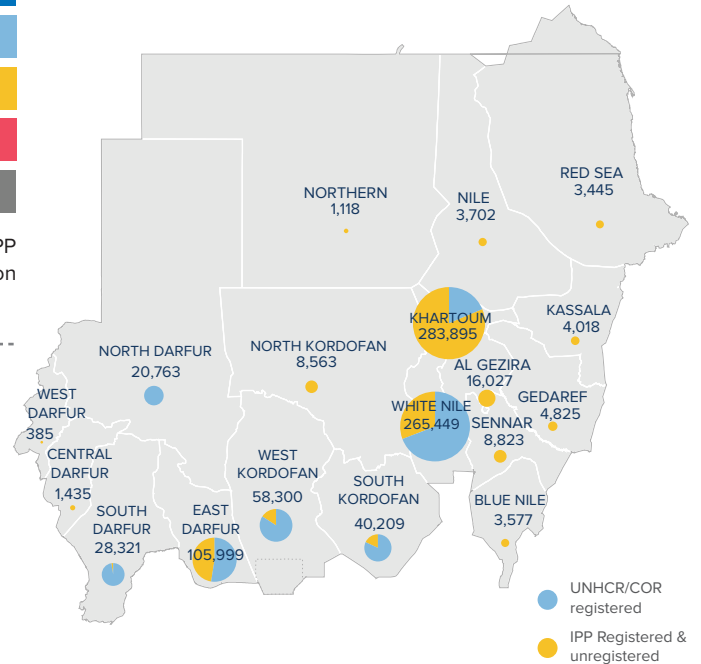 PP
on
NORTHERN
1,118
NILE
3,702
RED SEA
3,445
KHARTOUM
283,895
KASSALA
4,018
NORTH DARFUR
20,763
NORTH KORDOFAN
8,563
AL GEZIRA
16,027
WEST
DARFUR
385
WHITE NILE
265,449
GEDAREF
4,825
SENNAR
8,823
CENTRAL
DARFUR
1,435
WEST
KORDOFAN
58,300
SOUTH
KORDOFAN
40,209
SOUTH
DARFUR
28,321
EAST
DARFUR
105,999
BLUE NILE
3,577
UNHCR/COR
registered
IPP Registered &
unregistered